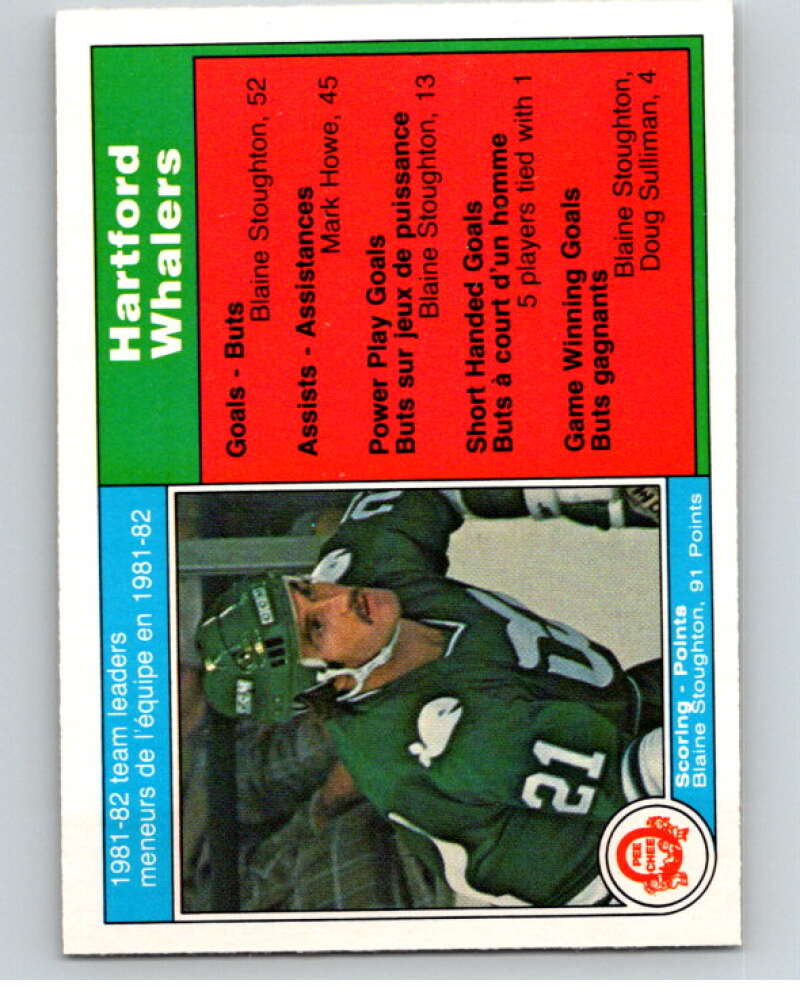 1981-82 team leaders
meneurs de l'équipe en 1981-82
Hartford
Whalers
Goals - Buts
Blaine Stoughton, 52
Assists - Assistances
Mark Howe, 45
Power Play Goals
Buts sur jeux de puissance
Blaine Stoughton, 13
Short Handed Goals
Buts à court d'un homme
5 players tied with 1
Game Winning Goals
Buts gagnants
Blaine Stoughton,
Doug Sulliman, 4
21
PEE
CHEE
Scoring - Points
Blaine Stoughton, 91 Points